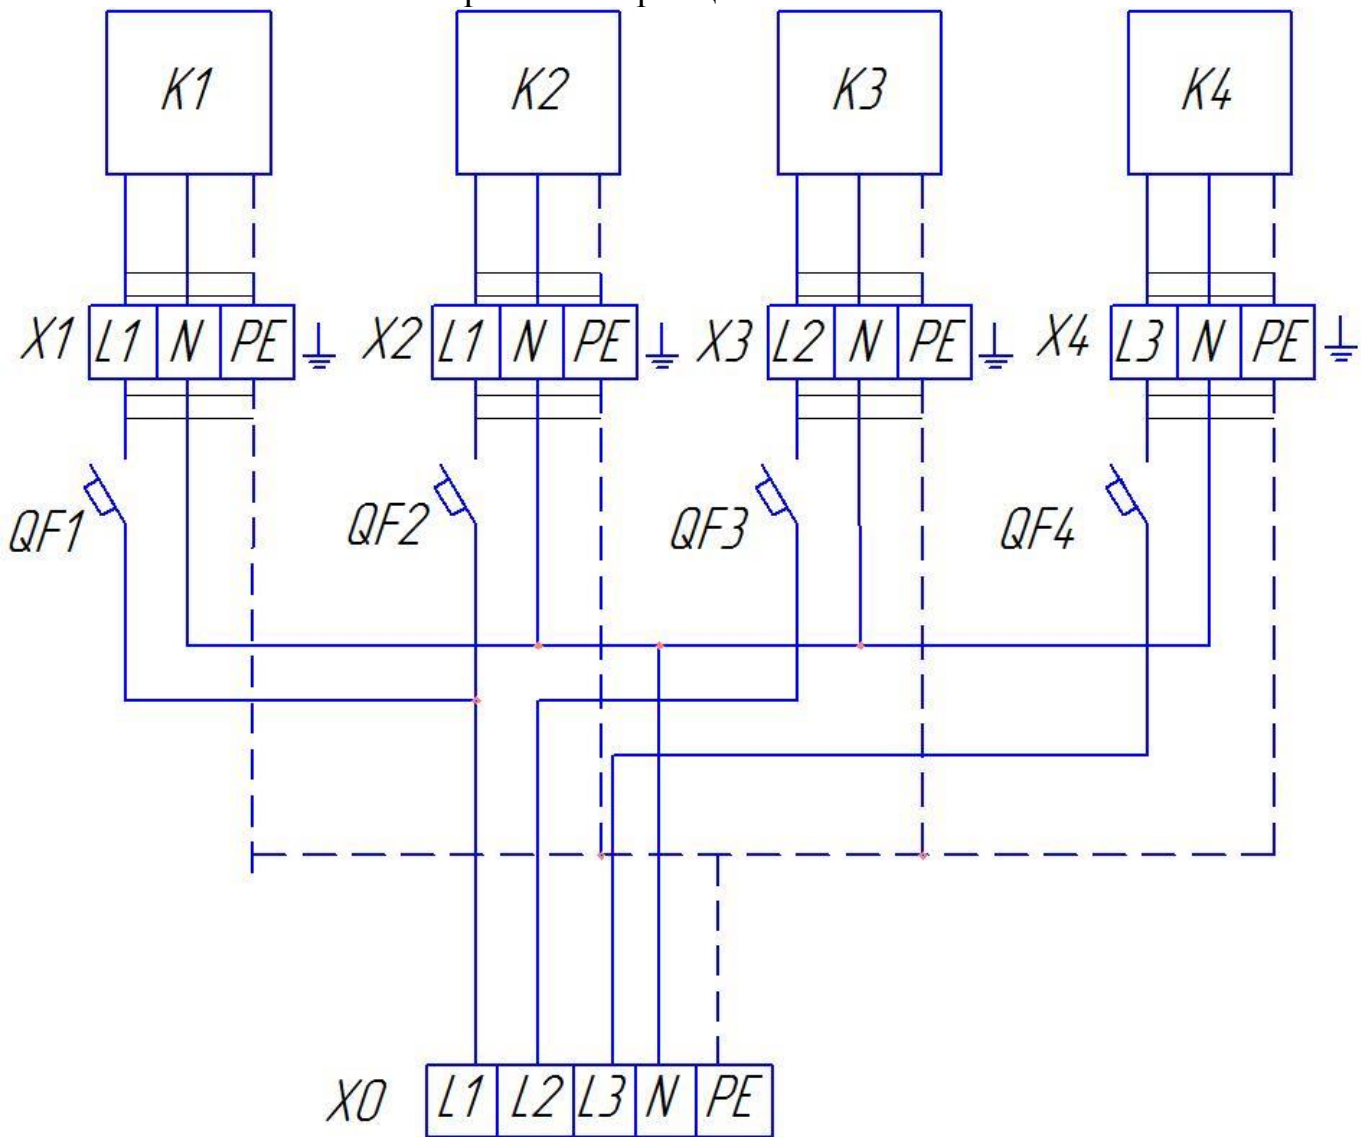 K1 K2 K3 K4
X1 L1 N PE X2 L1 N PE X3 L2 N PE X4 L3 N PE
QF1 QF2 QF3 QF4
X0 L1 L2 L3 N PE